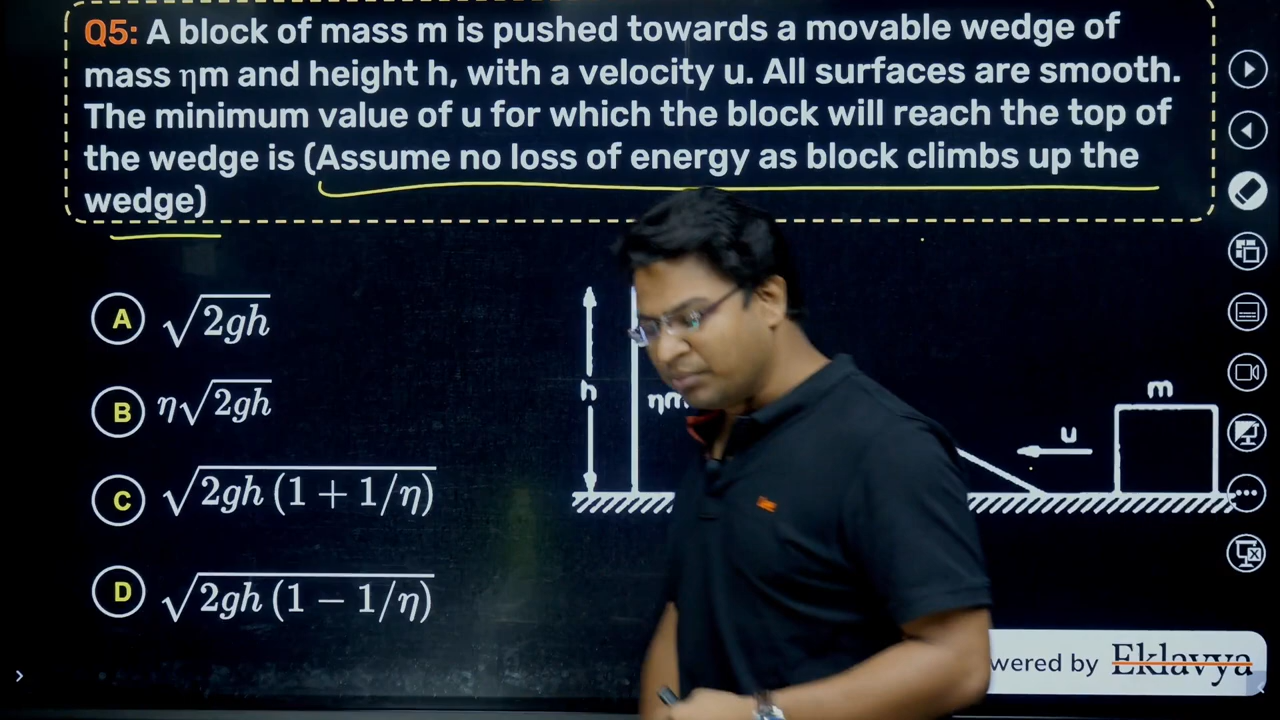 Q5: A block of mass m is pushed towards a movable wedge of
mass ηm and height h, with a velocity u. All surfaces are smooth.
The minimum value of u for which the block will reach the top of
the wedge is (Assume no loss of energy as block climbs up the
wedge)
A √2gh
B η√2gh
C √2gh (1 + 1/η)
D √2gh (1 − 1/η)
h
ηm
u
m
by Eklavya